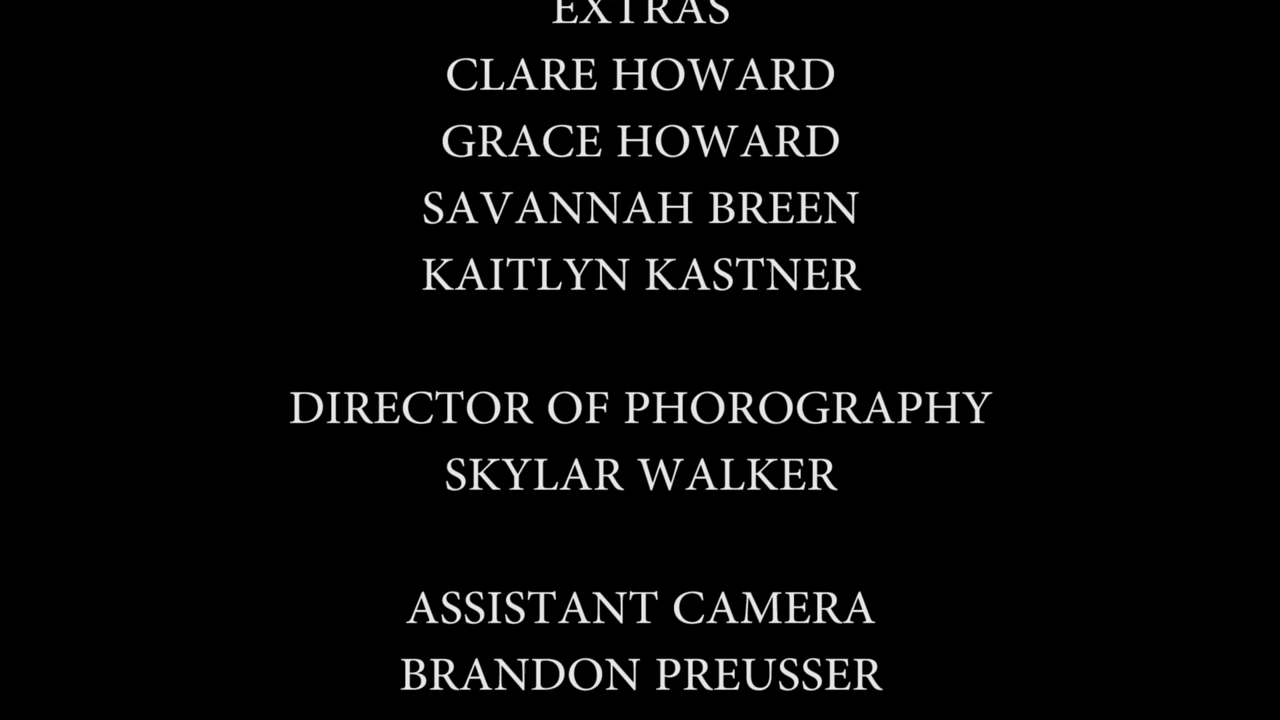 EXTRAS
CLARE HOWARD
GRACE HOWARD
SAVANNAH BREEN
KAITLYN KASTNER
DIRECTOR OF PHOROGRAPHY
SKYLAR WALKER
ASSISTANT CAMERA
BRANDON PREUSSER